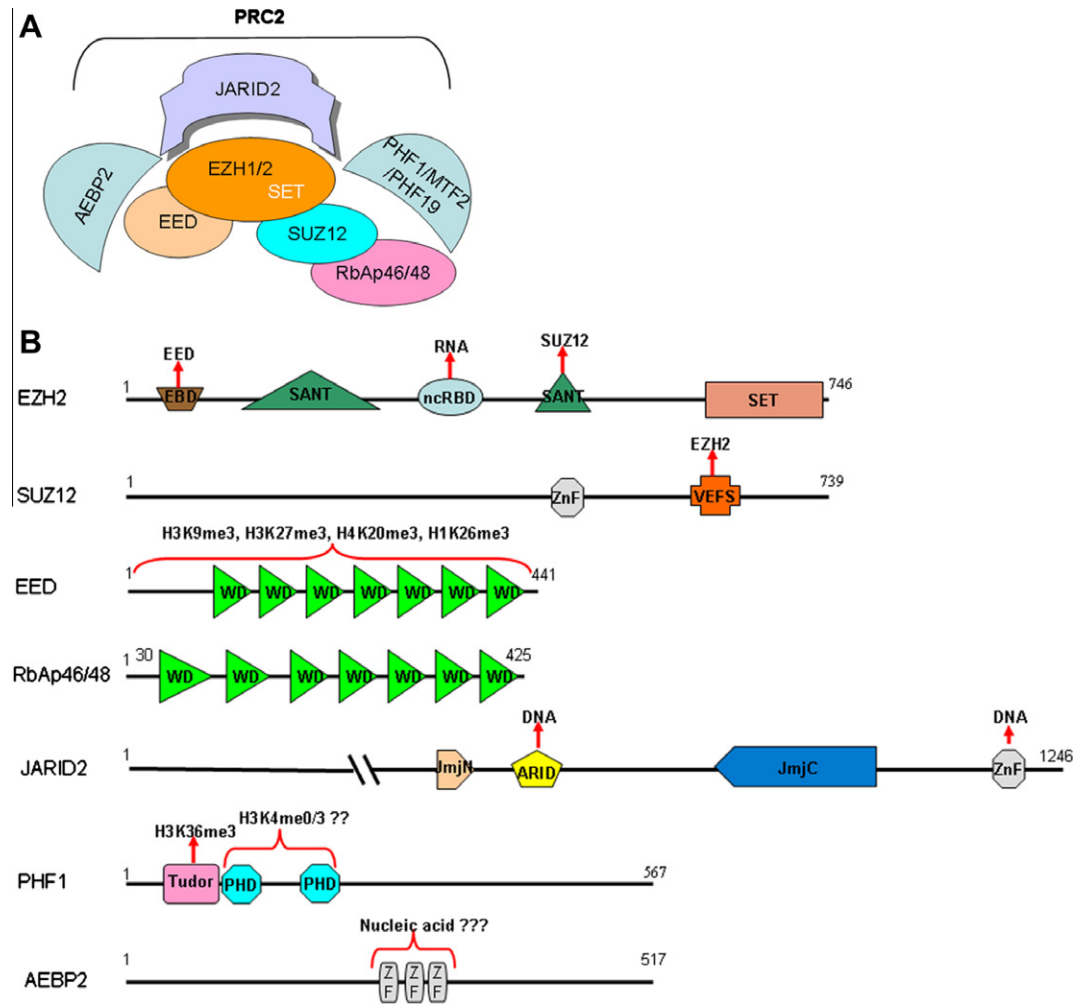 A
PRC2
JARID2
EZH1/2
SET
AEBP2
EED
SUZ12
RbAp46/48
PHF1/MTF2
/PHF19
B
EED
RNA
SUZ12
EZH2
1
EBD
SANT
ncRBD
SANT
SET
746
EZH2
SUZ12
1
ZnF
VEFS
739
H3K9me3, H3K27me3, H4K20me3, H1K26me3
EED
1
WD WD WD WD WD WD WD
441
RbAp46/48
1
30
WD WD WD WD WD WD WD
425
DNA
DNA
JARID2
1
JmjN
ARID
JmjC
ZnF
1246
H3K36me3
H3K4me0/3 ??
PHF1
1
Tudor
PHD
PHD
567
Nucleic acid ???
AEBP2
1
ZF ZF ZF
517